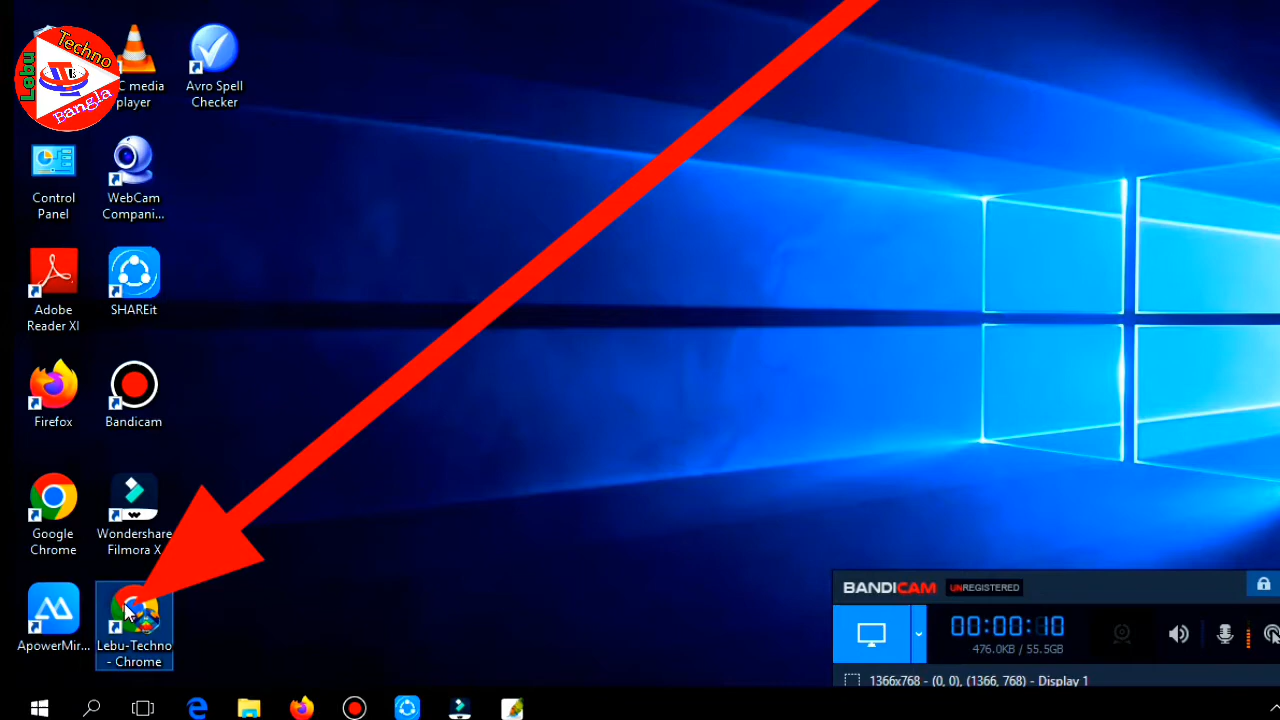 Lebu
Techno
Bangla
C media
player
Avro Spell
Checker
Control
Panel
WebCam
Compani...
Adobe
Reader XI
SHAREit
Firefox
Bandicam
Google
Chrome
Wondershare
Filmora X
ApowerMir...
Lebu-Techno
- Chrome
BANDICAM UNREGISTERED
00:00:10
476.0KB / 55.5GB
1366x768 - (0, 0), (1366, 768) - Display 1